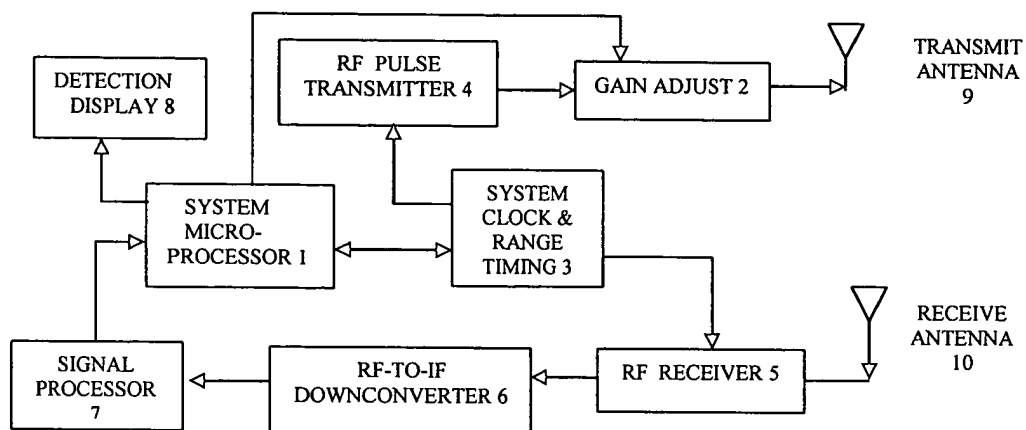 DETECTION
DISPLAY 8
RF PULSE
TRANSMITTER 4
GAIN ADJUST 2
TRANSMIT
ANTENNA
9
SYSTEM
MICRO-
PROCESSOR 1
SYSTEM
CLOCK &
RANGE
TIMING 3
SIGNAL
PROCESSOR
7
RF-TO-IF
DOWNCONVERTER 6
RF RECEIVER 5
RECEIVE
ANTENNA
10